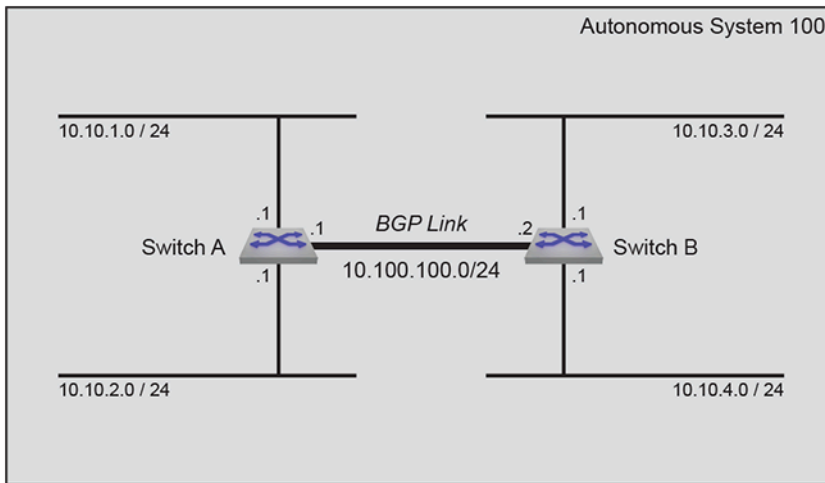 Autonomous System 100
10.10.1.0 / 24
10.10.3.0 / 24
.1
.1
BGP Link
.2
.1
Switch A
Switch B
10.100.100.0/24
.1
.1
10.10.2.0 / 24
10.10.4.0 / 24